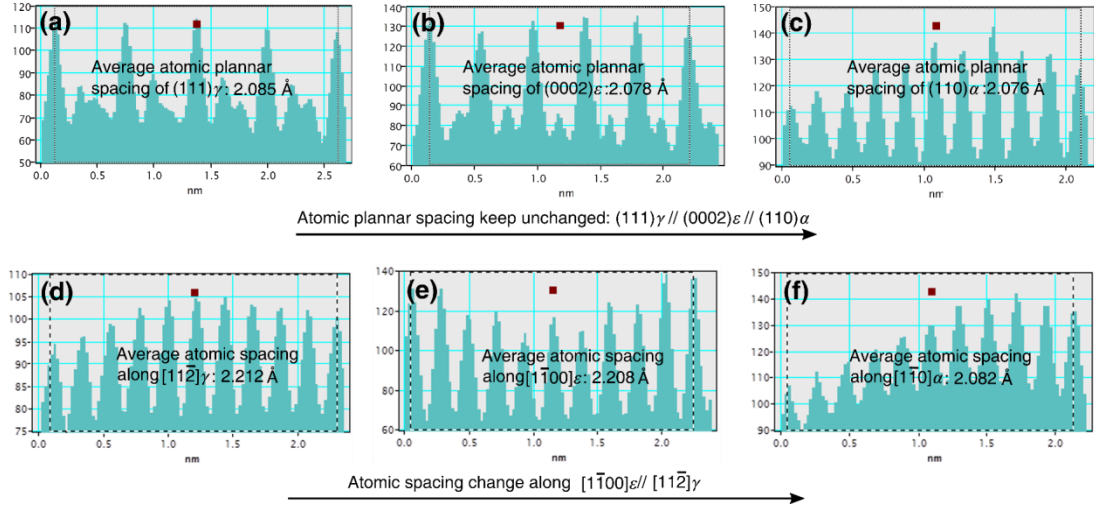 (a)
120
110
100
90
80
70
60
50
Average atomic plannar
spacing of (111)γ: 2.085 Å
0.0 0.5 1.0 1.5 2.0 2.5
nm
(b)
140
130
120
110
100
90
80
70
60
Average atomic plannar
spacing of (0002)ε:2.078 Å
0.0 0.5 1.0 1.5 2.0
nm
(c)
150
140
130
120
110
100
90
Average atomic plannar
spacing of (110)α:2.076 Å
0.0 0.5 1.0 1.5 2.0
nm
Atomic plannar spacing keep unchanged: (111)γ // (0002)ε // (110)α
(d)
110
105
100
95
90
85
80
75
Average atomic spacing
along[112̅]γ: 2.212 Å
0.0 0.5 1.0 1.5 2.0
nm
(e)
140
120
100
80
60
Average atomic spacing
along[11̅00]ε: 2.208 Å
0.0 0.5 1.0 1.5 2.0
nm
(f)
150
140
130
120
110
100
90
Average atomic spacing
along[11̅0]α: 2.082 Å
0.0 0.5 1.0 1.5 2.0
nm
Atomic spacing change along [11̅00]ε// [112̅]γ